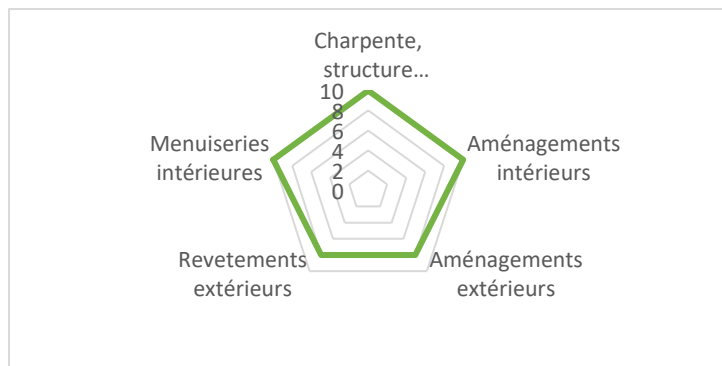 Charpente,
structure…
10
8
6
4
2
0
Menuiseries
intérieures
Aménagements
intérieurs
Revetements
extérieurs
Aménagements
extérieurs